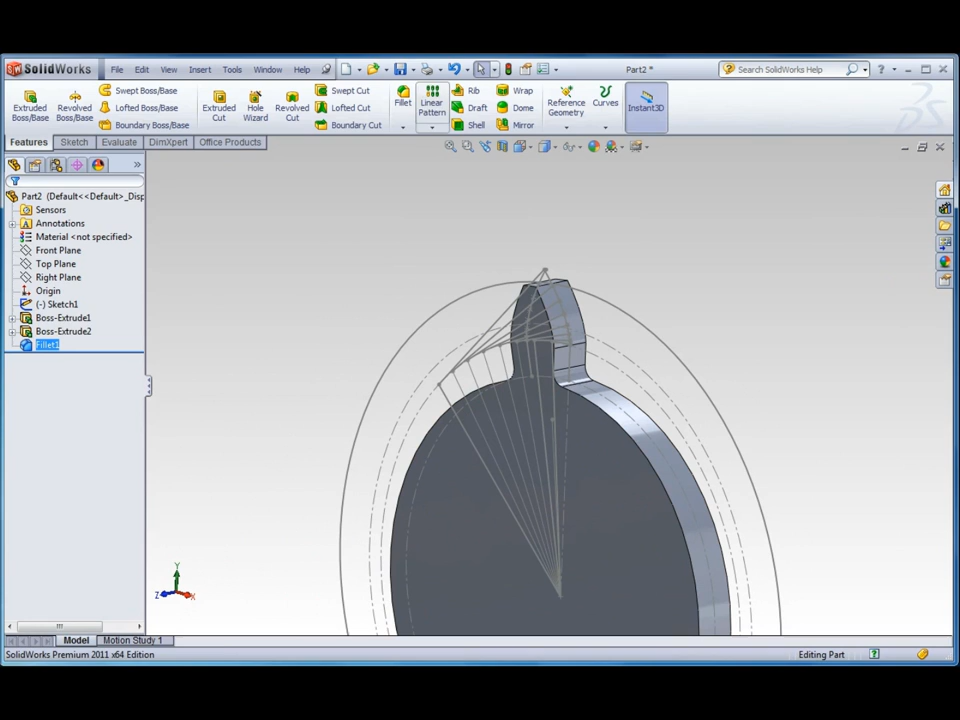 SolidWorks File Edit View Insert Tools Window Help Part2 * Search SolidWorks Help
Extruded Boss/Base
Revolved Boss/Base
Swept Boss/Base
Lofted Boss/Base
Boundary Boss/Base
Extruded Cut
Hole Wizard
Revolved Cut
Swept Cut
Lofted Cut
Boundary Cut
Fillet
Linear Pattern
Rib
Draft
Shell
Wrap
Dome
Mirror
Reference Geometry
Curves
Instant3D
Features Sketch Evaluate DimXpert Office Products
Part2 (Default<<Default>_Disp
Sensors
Annotations
Material <not specified>
Front Plane
Top Plane
Right Plane
Origin
(-) Sketch1
Boss-Extrude1
Boss-Extrude2
Fillet1
Y
Z
X
Model Motion Study 1
SolidWorks Premium 2011 x64 Edition Editing Part